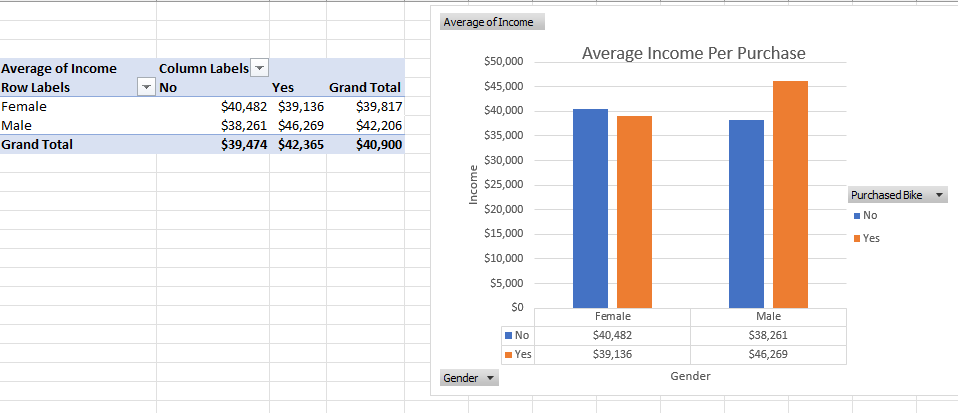 Average of Income Column Labels
Row Labels No Yes Grand Total
Female $40,482 $39,136 $39,817
Male $38,261 $46,269 $42,206
Grand Total $39,474 $42,365 $40,900
Average of Income
Average Income Per Purchase
$50,000
$45,000
$40,000
$35,000
$30,000
$25,000
$20,000
$15,000
$10,000
$5,000
$0
Income
Female Male
No $40,482 $38,261
Yes $39,136 $46,269
Gender
Gender
Purchased Bike
No
Yes